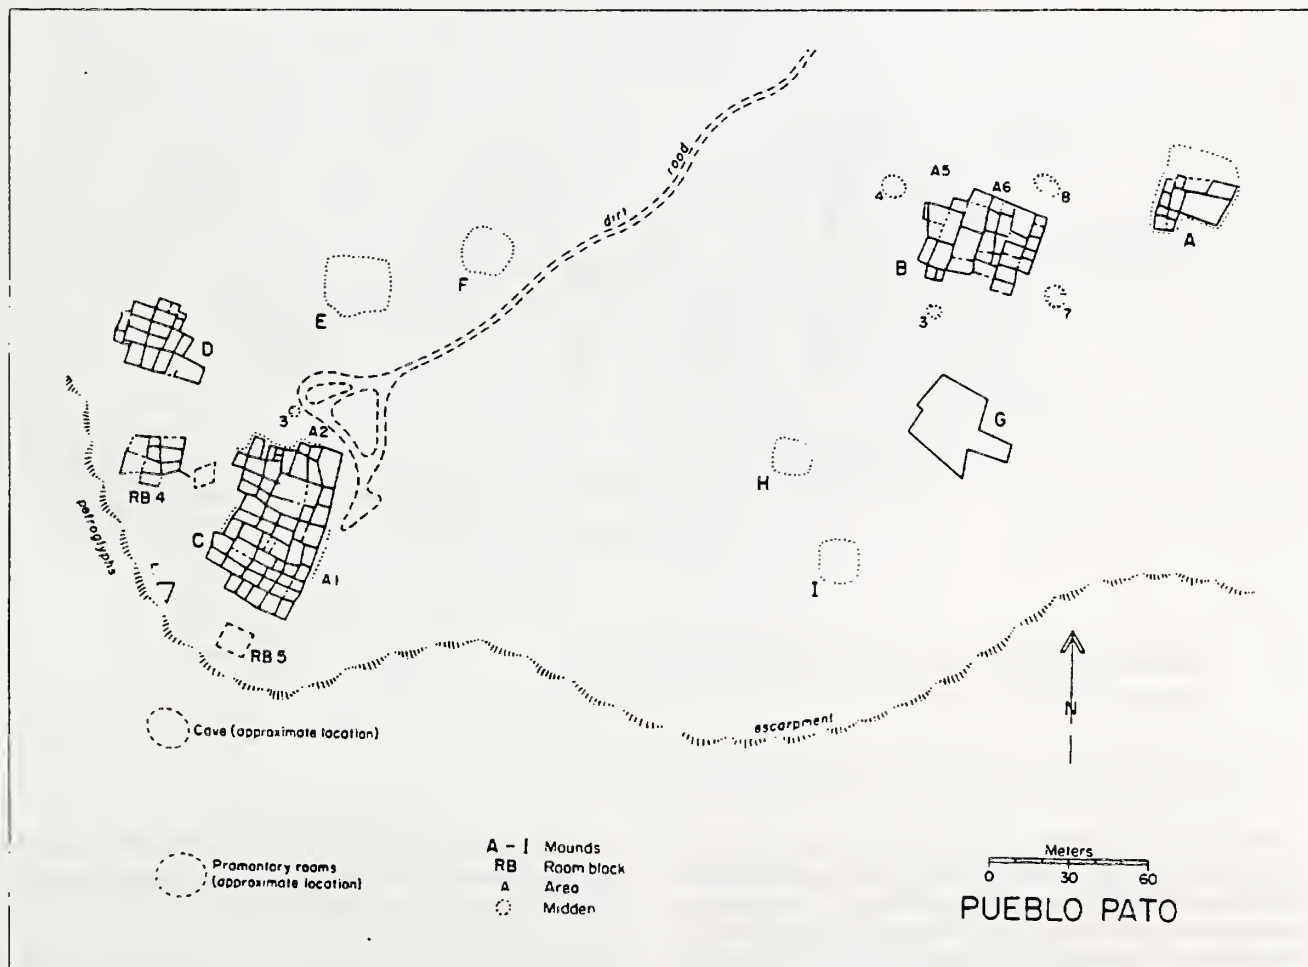 dirt road
A5
A6
4
8
A
B
3
7
F
E
D
G
3
A2
H
RB 4
petroglyphs
C
A1
I
RB 5
N
escarpment
Cave (approximate location)
Promontory rooms
(approximate location)
A - I Mounds
RB Room block
A Area
Midden
Meters
0 30 60
PUEBLO PATO